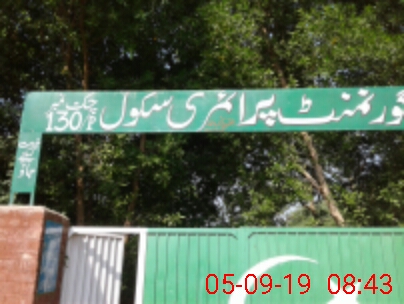 گورنمنٹ پرائمری سکول چک نمبر
130/
05-09-19 08:43